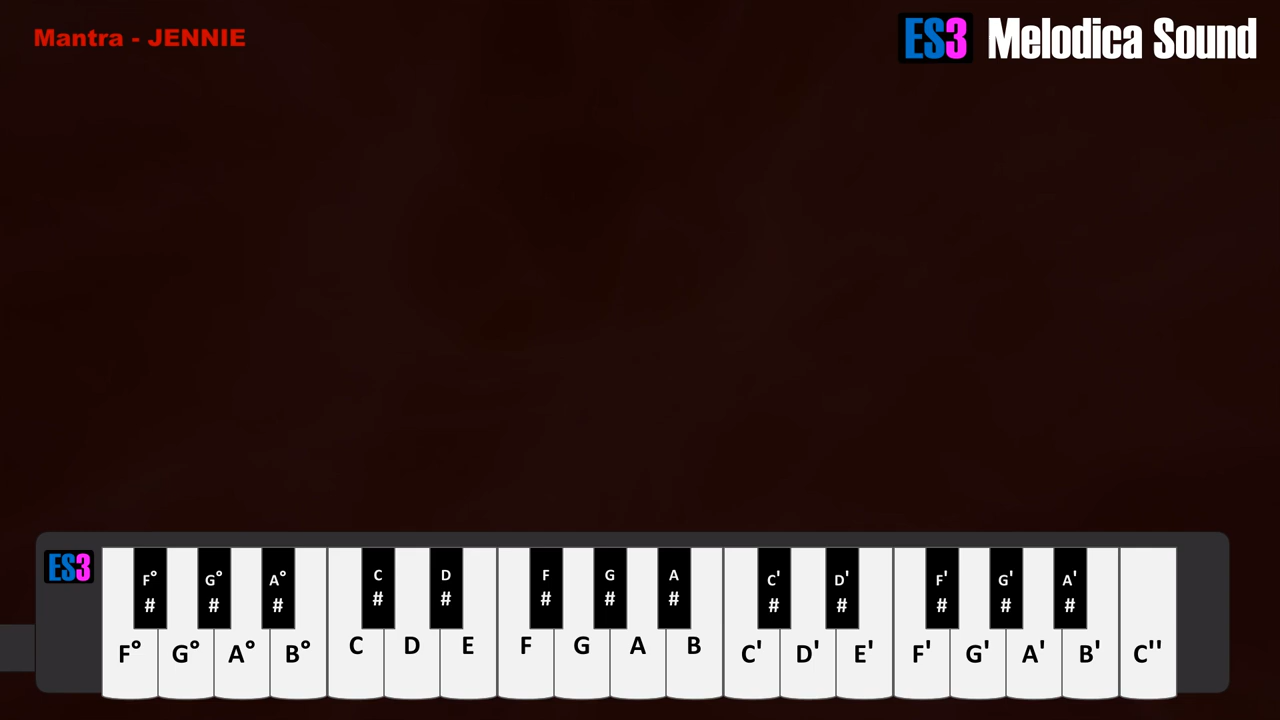 Mantra - JENNIE
ES3 Melodica Sound
ES3
F° # G° # A° # C # D # F # G # A # C' # D' # F' # G' # A' #
F° G° A° B° C D E F G A B C' D' E' F' G' A' B' C''